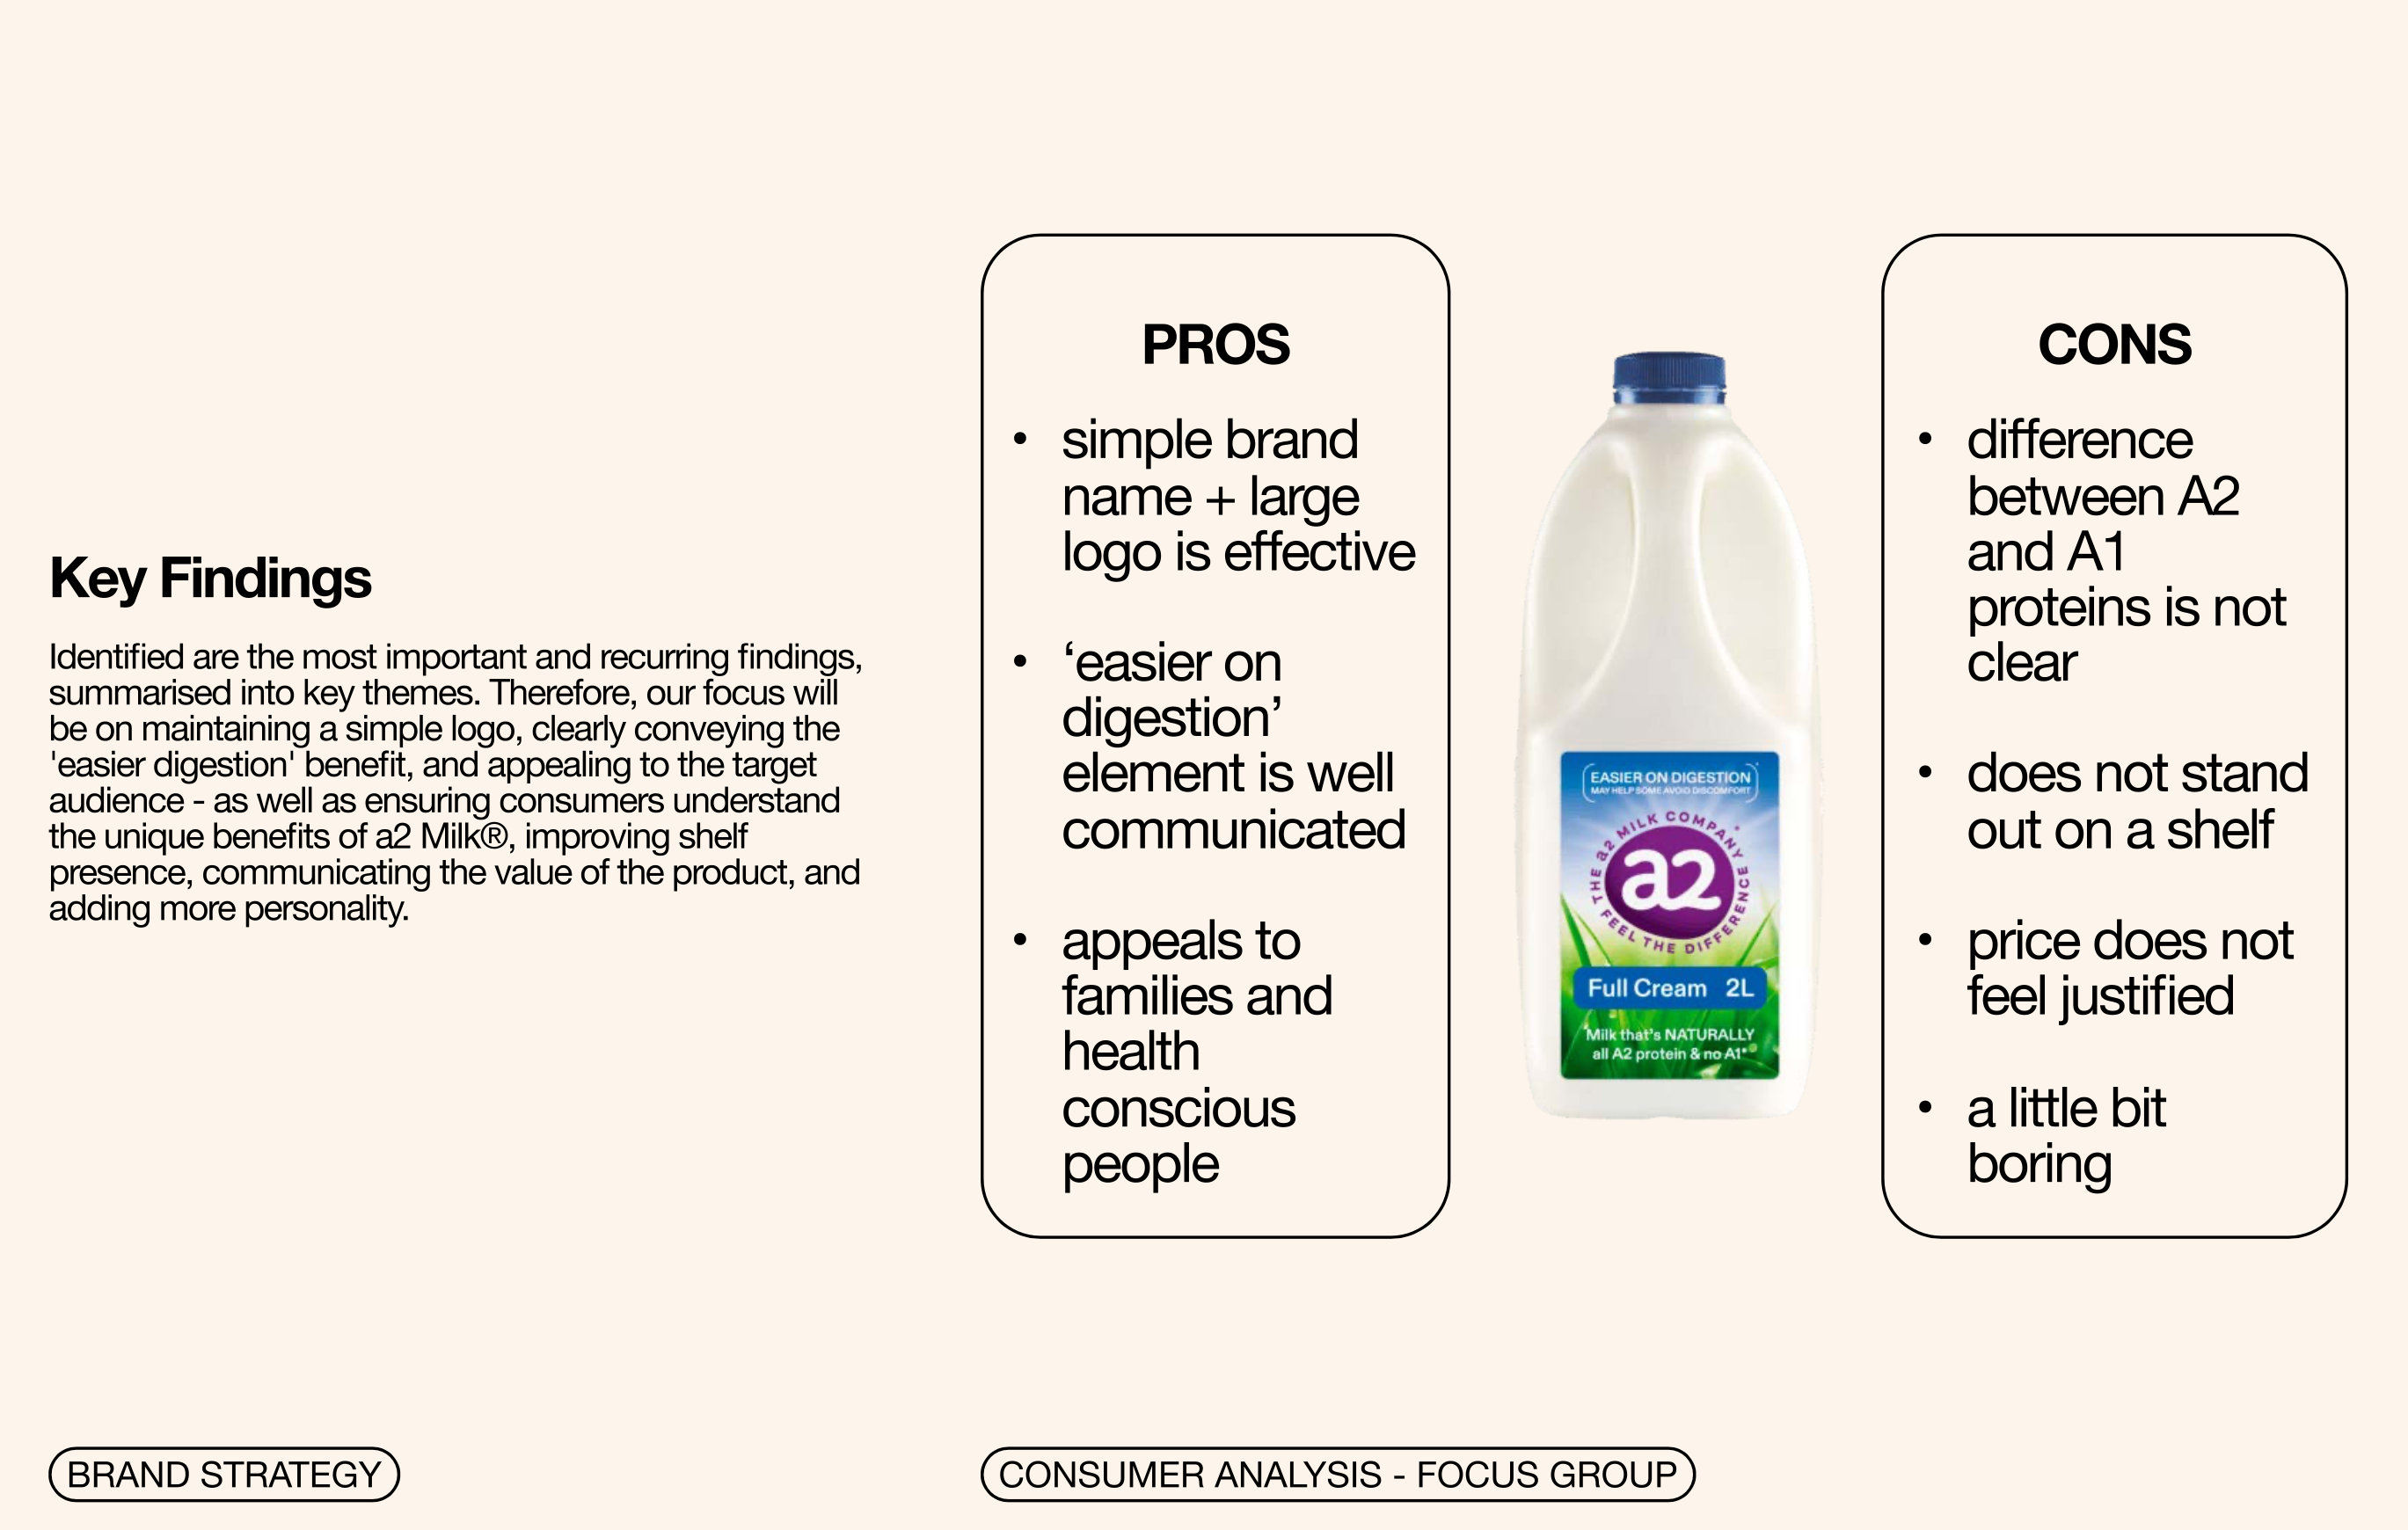 Key Findings
Identified are the most important and recurring findings,
summarised into key themes. Therefore, our focus will
be on maintaining a simple logo, clearly conveying the
'easier digestion' benefit, and appealing to the target
audience - as well as ensuring consumers understand
the unique benefits of a2 Milk®, improving shelf
presence, communicating the value of the product, and
adding more personality.
PROS
• simple brand
name + large
logo is effective
• ‘easier on
digestion’
element is well
communicated
• appeals to
families and
health
conscious
people
EASIER ON DIGESTION*
MAY HELP SOME AVOID DISCOMFORT
THE a2 MILK COMPANY®
a2
FEEL THE DIFFERENCE
Full Cream 2L
Milk that's NATURALLY
all A2 protein & no A1*
CONS
• difference
between A2
and A1
proteins is not
clear
• does not stand
out on a shelf
• price does not
feel justified
• a little bit
boring
BRAND STRATEGY
CONSUMER ANALYSIS - FOCUS GROUP